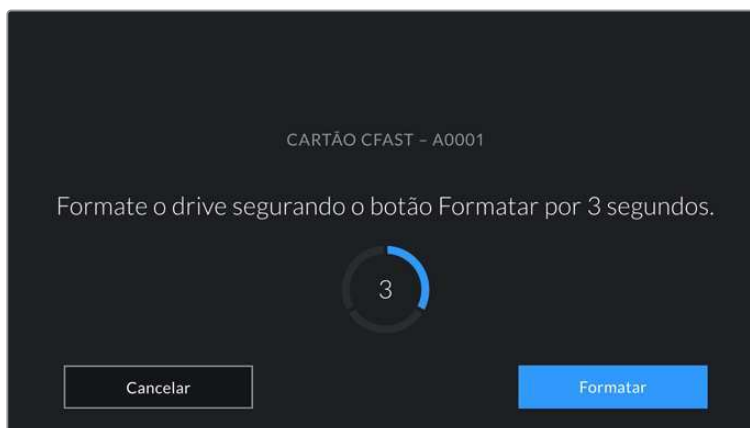 CARTÃO CFAST – A0001
Formate o drive segurando o botão Formatar por 3 segundos.
3
Cancelar
Formatar